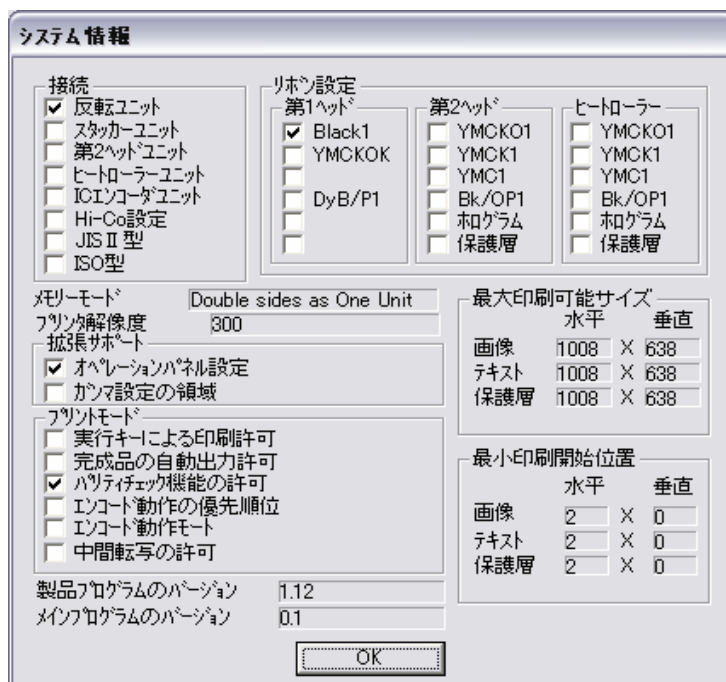 システム情報
接続
反転ユニット
スタッカーユニット
第2ヘッドユニット
ヒートローラーユニット
ICエンコーダユニット
Hi-Co設定
JISⅡ型
ISO型
リボン設定
第1ヘッド
Black1
YMCKOK
DyB/P1
第2ヘッド
YMCKO1
YMCK1
YMC1
Bk/OP1
ホログラム
保護層
ヒートローラー
YMCKO1
YMCK1
YMC1
Bk/OP1
ホログラム
保護層
メモリーモード Double sides as One Unit
プリンタ解像度 300
拡張サポート
オペレーションパネル設定
ガンマ設定の領域
プリントモード
実行キーによる印刷許可
完成品の自動出力許可
パリティチェック機能の許可
エンコード動作の優先順位
エンコード動作モード
中間転写の許可
最大印刷可能サイズ
水平 垂直
画像 1008 X 638
テキスト 1008 X 638
保護層 1008 X 638
最小印刷開始位置
水平 垂直
画像 2 X 0
テキスト 2 X 0
保護層 2 X 0
製品プログラムのバージョン 1.12
メインプログラムのバージョン 0.1
OK